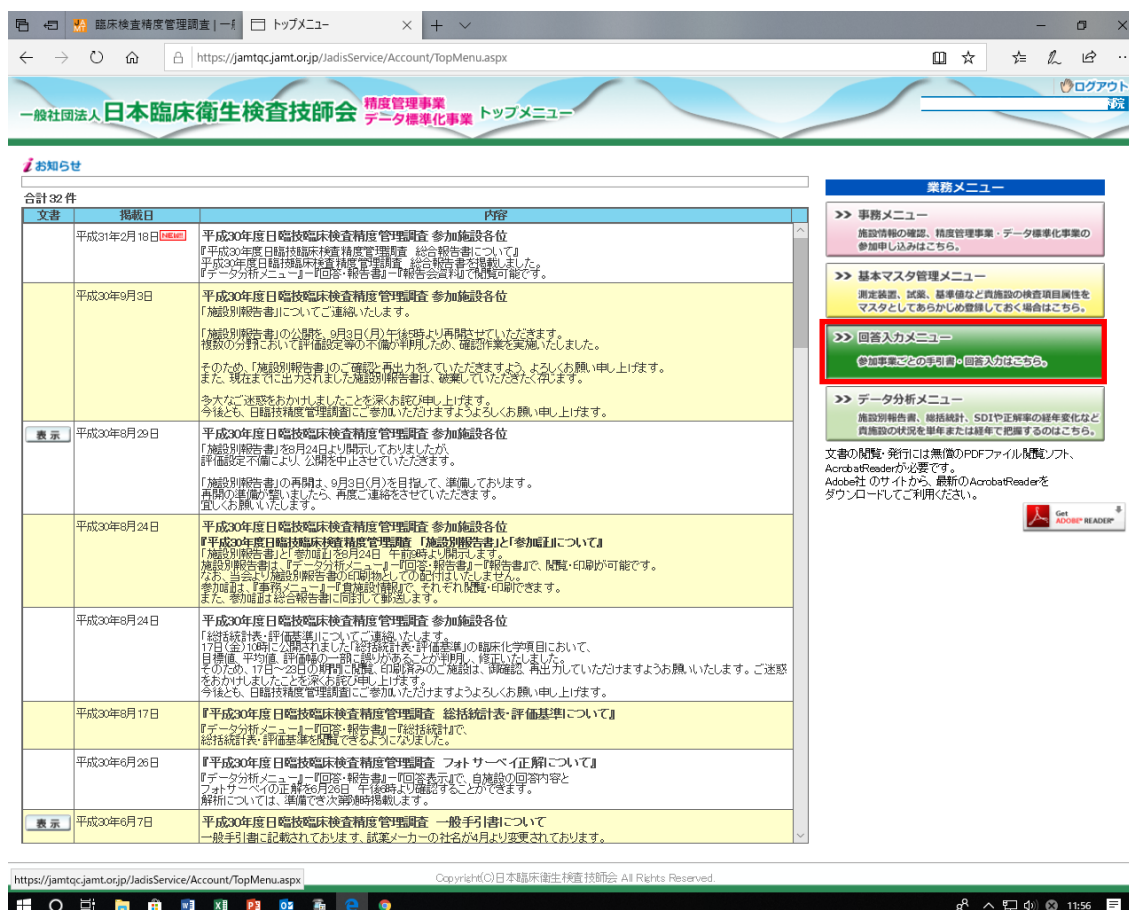 臨床検査精度管理調査 | 一般
トップメニュー
https://jamtqc.jamt.or.jp/JadisService/Account/TopMenu.aspx
ログアウト
院
一般社団法人 日本臨床衛生検査技師会 精度管理事業 データ標準化事業 トップメニュー
お知らせ
合計 32 件
文書 掲載日 内容
平成31年2月18日 NEW!! 平成30年度日臨技臨床検査精度管理調査 参加施設各位
『平成30年度日臨技臨床検査精度管理調査 総合報告書について』
平成30年度日臨技臨床検査精度管理調査 総合報告書を掲載しました。
『データ分析メニュー』-『回答・報告書』-『報告会資料』で閲覧可能です。
平成30年9月3日 平成30年度日臨技臨床検査精度管理調査 参加施設各位
「施設別報告書」についてご連絡いたします。
「施設別報告書」の公開を、9月3日(月)午後5時より再開させていただきます。
複数の分野において評価設定等の不備が判明したため、確認作業を実施いたしました。
そのため、「施設別報告書」のご確認と再出力をしていただきますよう、よろしくお願い申し上げます。
また、現在までに出力されました施設別報告書は、破棄していただきたく存じます。
多大なご迷惑をおかけしましたことを深くお詫び申し上げます。
今後とも、日臨技精度管理調査にご参加いただけますようよろしくお願い申し上げます。
表示 平成30年8月29日 平成30年度日臨技臨床検査精度管理調査 参加施設各位
「施設別報告書」を8月24日より開示しておりましたが、
評価設定不備により、公開を中止させていただきます。
「施設別報告書」の再開は、9月3日(月)を目指して、準備しております。
再開の準備が整いましたら、再度ご連絡をさせていただきます。
宜しくお願いいたします。
平成30年8月24日 平成30年度日臨技臨床検査精度管理調査 参加施設各位
『平成30年度日臨技臨床検査精度管理調査 「施設別報告書」と「参加証」について』
「施設別報告書」と「参加証」を8月24日 午前9時より開示します。
施設別報告書は、『データ分析メニュー』-『回答・報告書』-『報告書』で、閲覧・印刷が可能です。
なお、当会より施設別報告書の印刷物としての配付はいたしません。
参加証は、『事務メニュー』-『貴施設情報』で、それぞれ閲覧・印刷できます。
また、参加証は総合報告書に同封して郵送します。
平成30年8月24日 平成30年度日臨技臨床検査精度管理調査 参加施設各位
「総括統計表・評価基準」についてご連絡いたします。
17日(金)10時に公開されました「総括統計表・評価基準」の臨床化学項目において、
目標値、平均値、評価幅の一部に誤りがあることが判明し、修正いたしました。
そのため、17日～23日の期間に閲覧、印刷済みのご施設は、御確認、再出力していただけますようお願いいたします。ご迷惑
をおかけしましたことを深くお詫び申し上げます。
今後とも、日臨技精度管理調査にご参加いただけますようよろしくお願い申し上げます。
平成30年8月17日 『平成30年度日臨技臨床検査精度管理調査 総括統計表・評価基準について』
『データ分析メニュー』-『回答・報告書』-『総括統計』で、
総括統計表・評価基準を閲覧できるようになりました。
平成30年6月26日 『平成30年度日臨技臨床検査精度管理調査 フォトサーベイ正解について』
『データ分析メニュー』-『回答・報告書』-『回答表示』で、自施設の回答内容と
フォトサーベイの正解を6月26日 午後6時より確認することができます。
解析については、準備でき次第随時掲載します。
表示 平成30年6月7日 平成30年度日臨技臨床検査精度管理調査 一般手引書について
一般手引書に記載されております、試薬メーカーの社名が4月より変更されております。
業務メニュー
>> 事務メニュー
施設情報の確認、精度管理事業・データ標準化事業の
参加申し込みはこちら。
>> 基本マスタ管理メニュー
測定装置、試薬、基準値など貴施設の検査項目属性を
マスタとしてあらかじめ登録しておく場合はこちら。
>> 回答入力メニュー
参加事業ごとの手引書・回答入力はこちら。
>> データ分析メニュー
施設別報告書、総括統計、SDIや正解率の経年変化など
貴施設の状況を単年または経年で把握するのはこちら。
文書の閲覧・発行には無償のPDFファイル閲覧ソフト、
AcrobatReaderが必要です。
Adobe社 のサイトから、最新のAcrobatReaderを
ダウンロードしてご利用ください。
Get
ADOBE® READER®
https://jamtqc.jamt.or.jp/JadisService/Account/TopMenu.aspx
Copyright(C)日本臨床衛生検査技師会 All Rights Reserved.
11:56